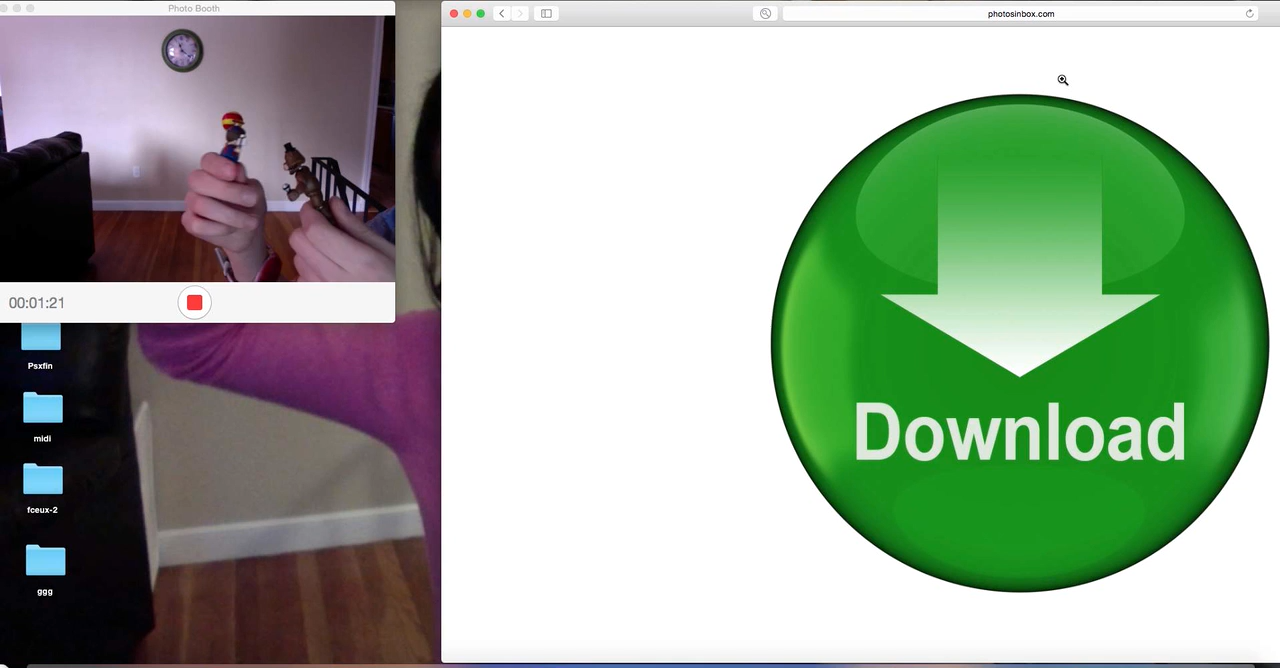 Photo Booth
photosinbox.com
00:01:21
Psxfin
midi
fceux-2
ggg
Download